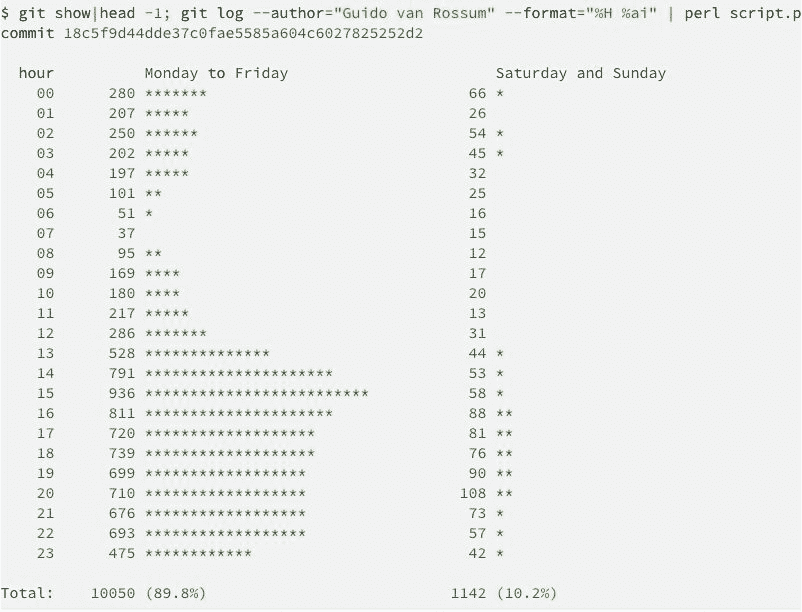 $ git show|head -1; git log --author="Guido van Rossum" --format="%H %ai" | perl script.p
commit 18c5f9d44dde37c0fae5585a604c6027825252d2
hour Monday to Friday Saturday and Sunday
00 280 ******* 66 *
01 207 ***** 26
02 250 ****** 54 *
03 202 ***** 45 *
04 197 ***** 32
05 101 ** 25
06 51 * 16
07 37 15
08 95 ** 12
09 169 **** 17
10 180 **** 20
11 217 ***** 13
12 286 ******* 31
13 528 ************** 44 *
14 791 ********************* 53 *
15 936 ************************* 58 *
16 811 ********************* 88 **
17 720 ******************* 81 **
18 739 ******************* 76 **
19 699 ****************** 90 **
20 710 ****************** 108 **
21 676 ****************** 73 *
22 693 ****************** 57 *
23 475 ************ 42 *
Total: 10050 (89.8%) 1142 (10.2%)